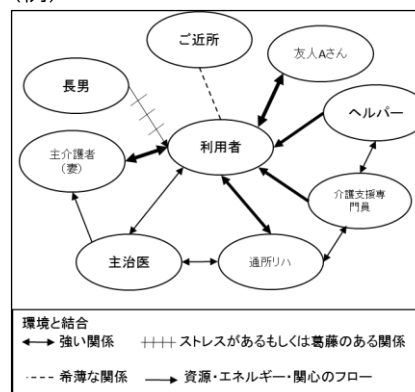 ご近所
友人Aさん
長男
ヘルパー
利用者
主介護者
(妻)
介護支援専
門員
主治医
通所リハ
環境と結合
強い関係
ストレスがあるもしくは葛藤のある関係
希薄な関係
資源・エネルギー・関心のフロー